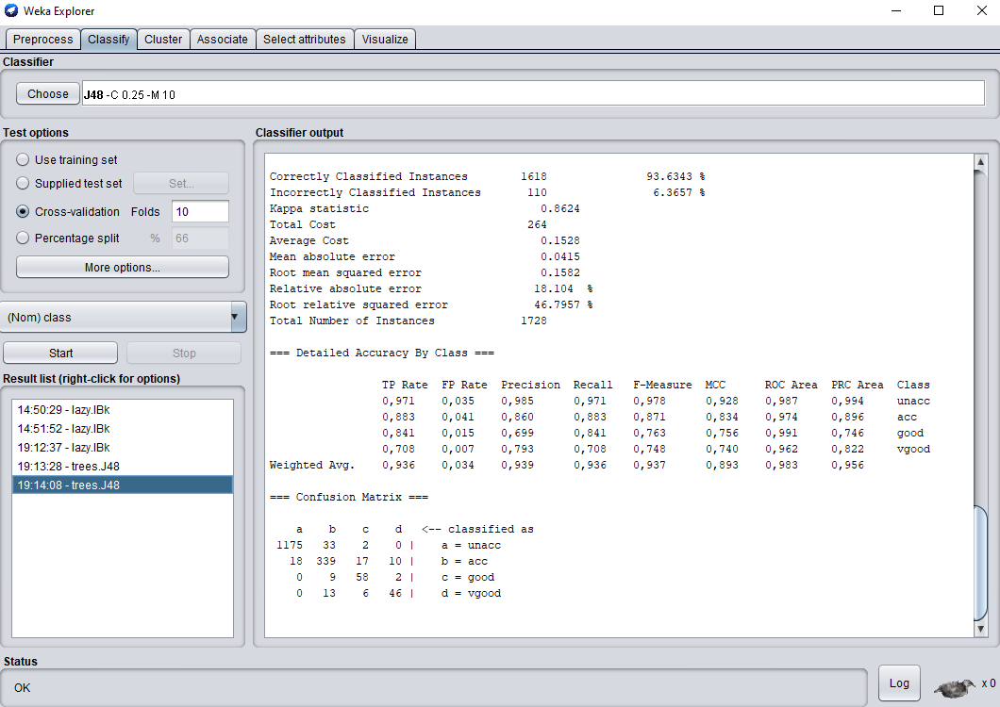 Weka Explorer
Preprocess Classify Cluster Associate Select attributes Visualize
Classifier
Choose J48 -C 0.25 -M 10
Test options
Use training set
Supplied test set Set...
Cross-validation Folds 10
Percentage split % 66
More options...
(Nom) class
Start Stop
Result list (right-click for options)
14:50:29 - lazy.IBk
14:51:52 - lazy.IBk
19:12:37 - lazy.IBk
19:13:28 - trees.J48
19:14:08 - trees.J48
Classifier output
Correctly Classified Instances 1618 93.6343 %
Incorrectly Classified Instances 110 6.3657 %
Kappa statistic 0.8624
Total Cost 264
Average Cost 0.1528
Mean absolute error 0.0415
Root mean squared error 0.1582
Relative absolute error 18.104 %
Root relative squared error 46.7957 %
Total Number of Instances 1728
=== Detailed Accuracy By Class ===
TP Rate FP Rate Precision Recall F-Measure MCC ROC Area PRC Area Class
0,971 0,035 0,985 0,971 0,978 0,928 0,987 0,994 unacc
0,883 0,041 0,860 0,883 0,871 0,834 0,974 0,896 acc
0,841 0,015 0,699 0,841 0,763 0,756 0,991 0,746 good
0,708 0,007 0,793 0,708 0,748 0,740 0,962 0,822 vgood
Weighted Avg. 0,936 0,034 0,939 0,936 0,937 0,893 0,983 0,956
=== Confusion Matrix ===
a b c d <-- classified as
1175 33 2 0 | a = unacc
18 339 17 10 | b = acc
0 9 58 2 | c = good
0 13 6 46 | d = vgood
Status
OK
Log x 0